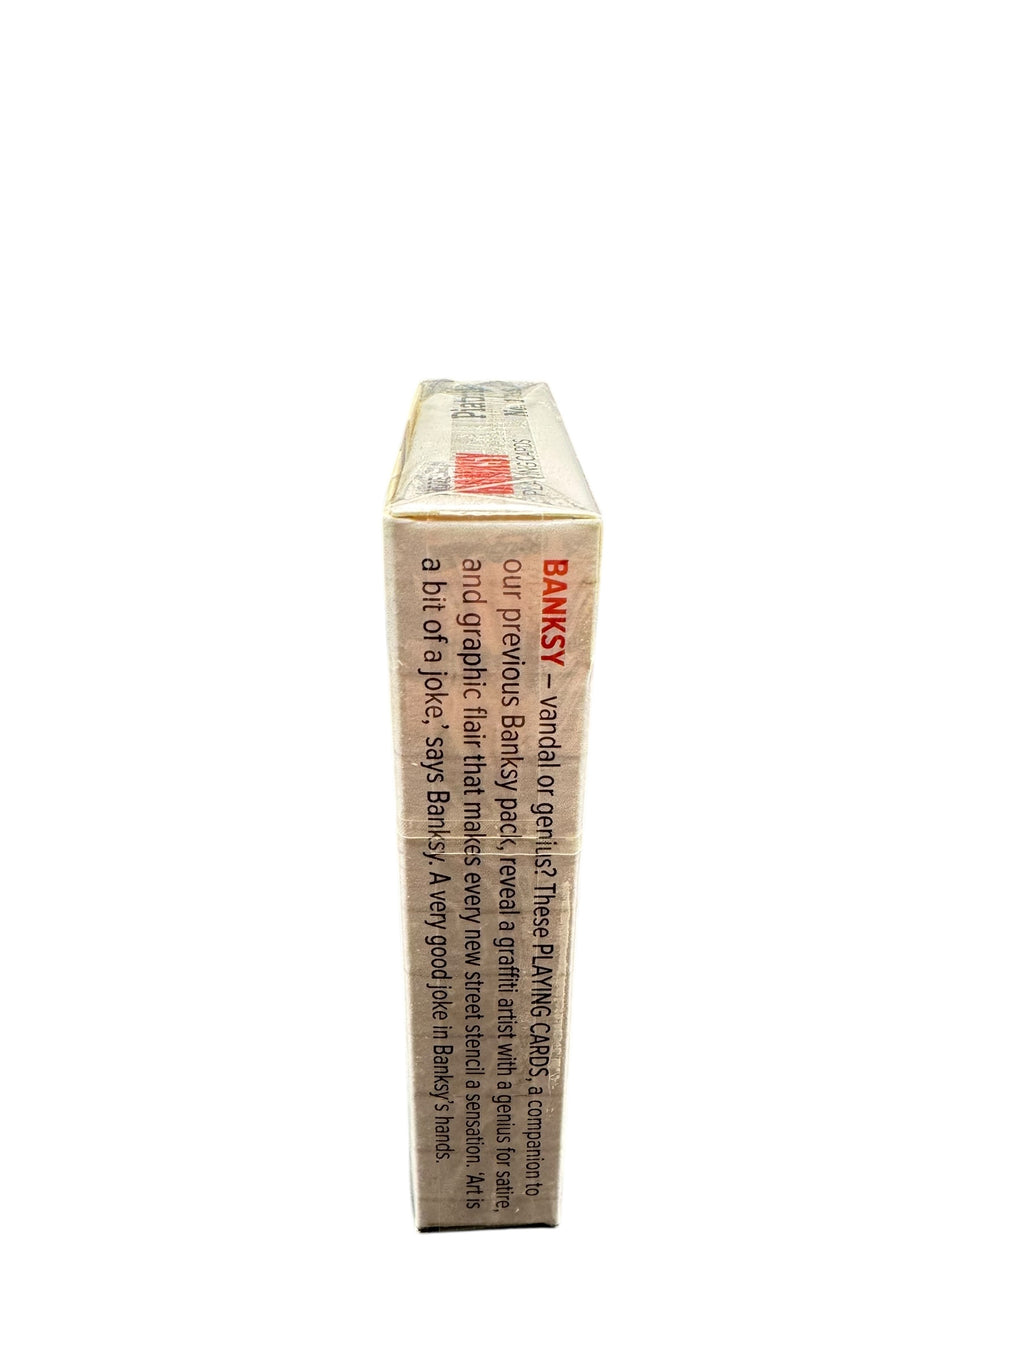 BANKSY – vandal or genius? These PLAYING CARDS, a companion to
our previous Banksy pack, reveal a graffiti artist with a genius for satire,
and graphic flair that makes every new street stencil a sensation. ‘Art is
a bit of a joke,’ says Banksy. A very good joke in Banksy’s hands.
PLAYING CARDS